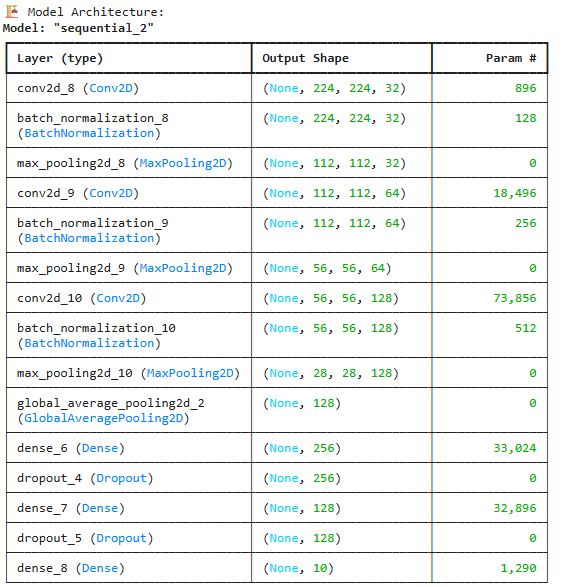 Model Architecture:
Model: "sequential_2"
Layer (type) Output Shape Param #
conv2d_8 (Conv2D) (None, 224, 224, 32) 896
batch_normalization_8 (None, 224, 224, 32) 128
(BatchNormalization)
max_pooling2d_8 (MaxPooling2D) (None, 112, 112, 32) 0
conv2d_9 (Conv2D) (None, 112, 112, 64) 18,496
batch_normalization_9 (None, 112, 112, 64) 256
(BatchNormalization)
max_pooling2d_9 (MaxPooling2D) (None, 56, 56, 64) 0
conv2d_10 (Conv2D) (None, 56, 56, 128) 73,856
batch_normalization_10 (None, 56, 56, 128) 512
(BatchNormalization)
max_pooling2d_10 (MaxPooling2D) (None, 28, 28, 128) 0
global_average_pooling2d_2 (None, 128) 0
(GlobalAveragePooling2D)
dense_6 (Dense) (None, 256) 33,024
dropout_4 (Dropout) (None, 256) 0
dense_7 (Dense) (None, 128) 32,896
dropout_5 (Dropout) (None, 128) 0
dense_8 (Dense) (None, 10) 1,290